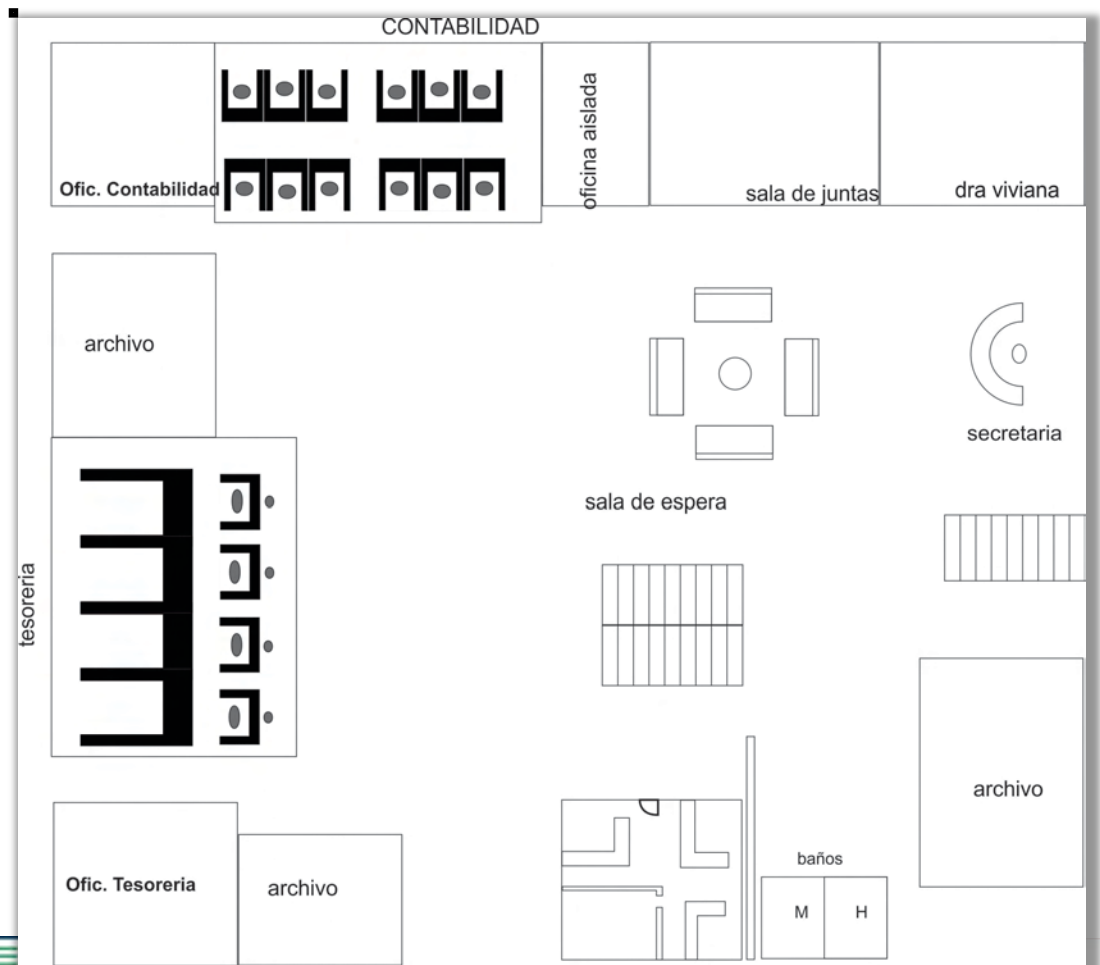 CONTABILIDAD
oficina aislada
Ofic. Contabilidad
sala de juntas
dra viviana
archivo
secretaria
sala de espera
tesoreria
archivo
baños
M
H
Ofic. Tesoreria
archivo